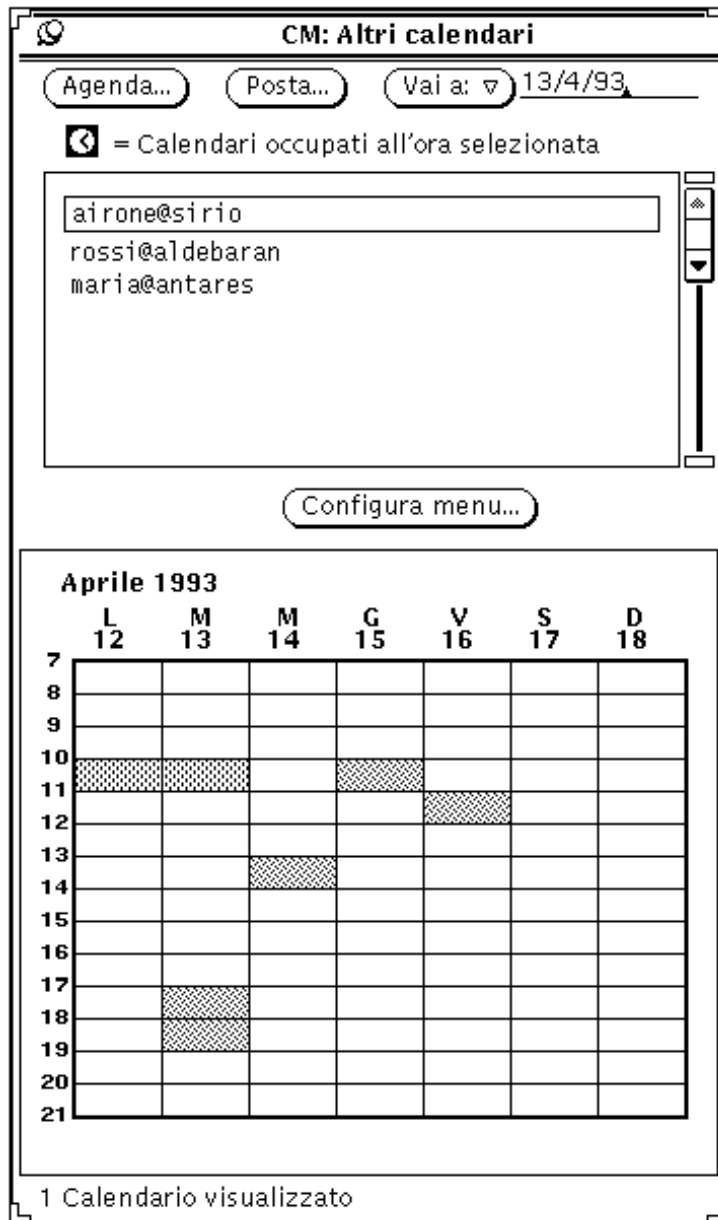 CM: Altri calendari
Agenda... Posta... Vai a: 13/4/93
= Calendari occupati all'ora selezionata
airone@sirio
rossi@aldebaran
maria@antares
Configura menu...
Aprile 1993
L M M G V S D
12 13 14 15 16 17 18
7
8
9
10
11
12
13
14
15
16
17
18
19
20
21
1 Calendario visualizzato